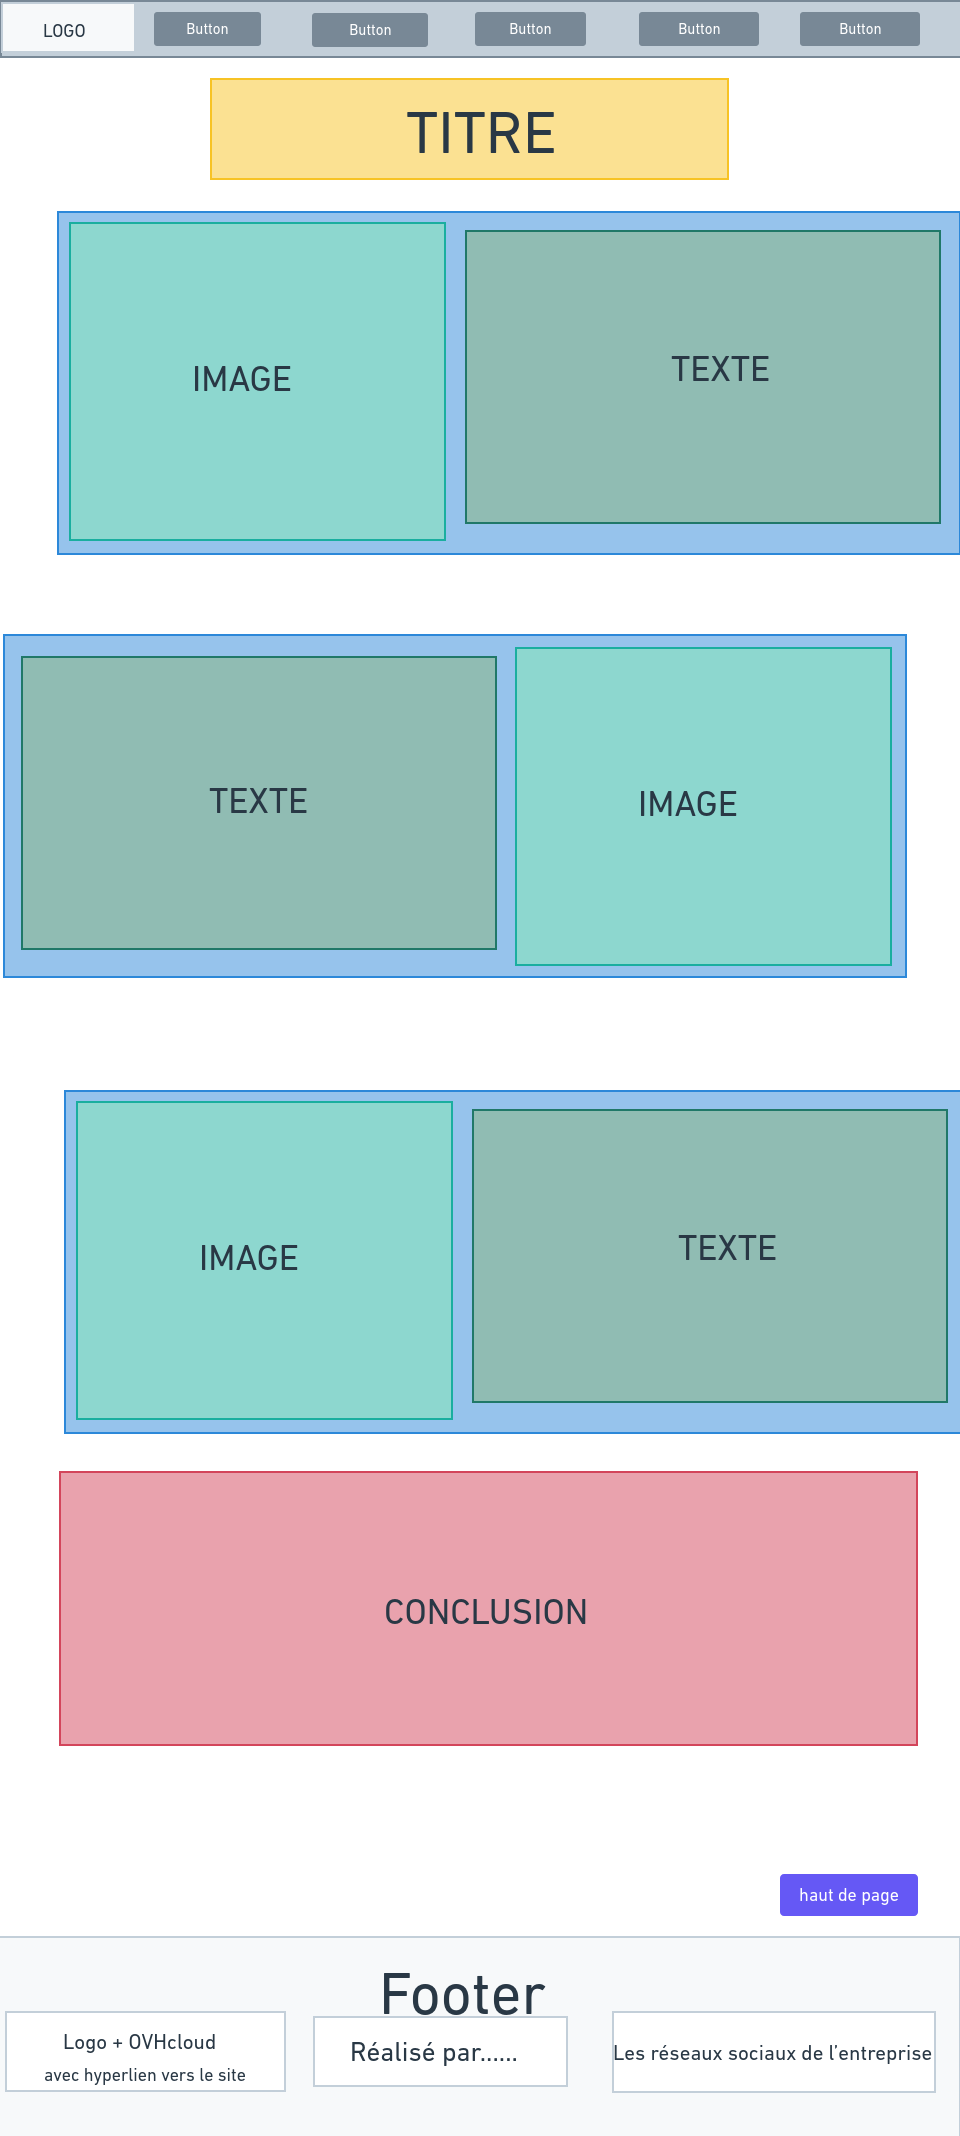 LOGO
Button
Button
Button
Button
Button
TITRE
IMAGE
TEXTE
TEXTE
IMAGE
IMAGE
TEXTE
CONCLUSION
haut de page
Footer
Logo + OVHcloud
avec hyperlien vers le site
Réalisé par......
Les réseaux sociaux de l'entreprise